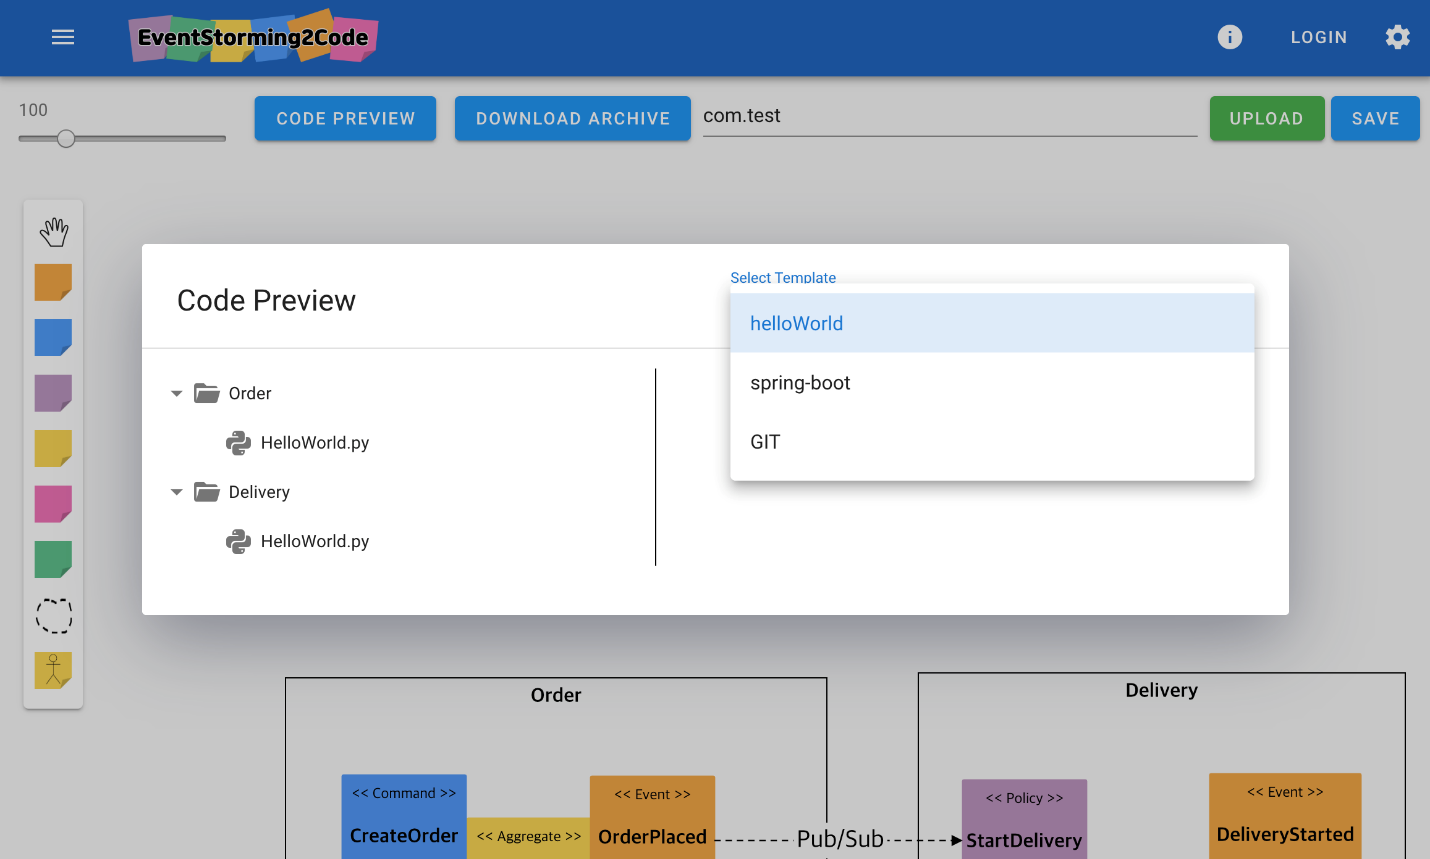 EventStorming2Code
LOGIN
100
CODE PREVIEW
DOWNLOAD ARCHIVE
com.test
UPLOAD
SAVE
Code Preview
Select Template
helloWorld
spring-boot
GIT
Order
HelloWorld.py
Delivery
HelloWorld.py
Order
Delivery
<< Command >>
CreateOrder
<< Aggregate >>
<< Event >>
OrderPlaced
Pub/Sub
<< Policy >>
StartDelivery
<< Event >>
DeliveryStarted